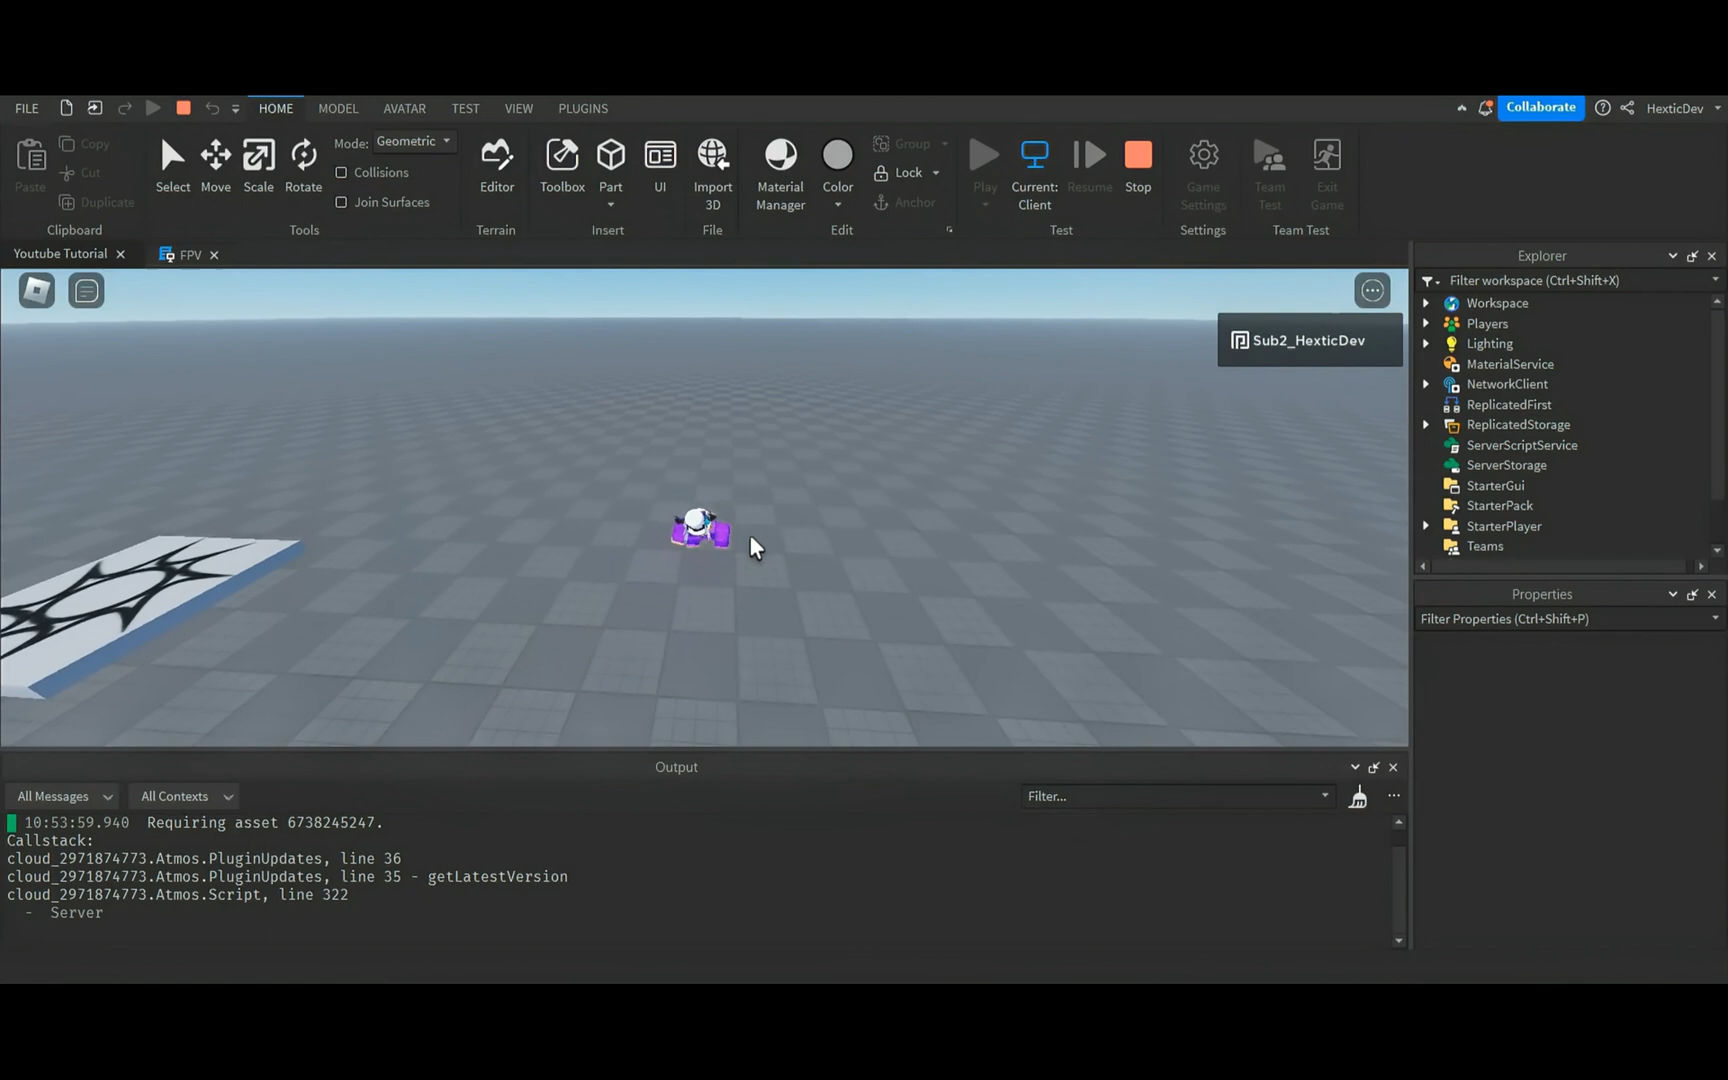 FILE HOME MODEL AVATAR TEST VIEW PLUGINS Collaborate HexticDev
Paste Copy Cut Duplicate
Clipboard
Select Move Scale Rotate
Mode: Geometric
Collisions
Join Surfaces
Tools
Editor
Terrain
Toolbox Part UI
Insert
Import
3D
File
Material
Manager
Color
Group
Lock
Anchor
Edit
Play
Current:
Client
Resume Stop
Test
Game
Settings
Settings
Team
Test
Exit
Game
Team Test
Youtube Tutorial FPV
Sub2_HexticDev
Explorer
Filter workspace (Ctrl+Shift+X)
Workspace
Players
Lighting
MaterialService
NetworkClient
ReplicatedFirst
ReplicatedStorage
ServerScriptService
ServerStorage
StarterGui
StarterPack
StarterPlayer
Teams
Properties
Filter Properties (Ctrl+Shift+P)
Output
All Messages All Contexts Filter...
10:53:59.940 Requiring asset 6738245247.
Callstack:
cloud_2971874773.Atmos.PluginUpdates, line 36
cloud_2971874773.Atmos.PluginUpdates, line 35 - getLatestVersion
cloud_2971874773.Atmos.Script, line 322
- Server